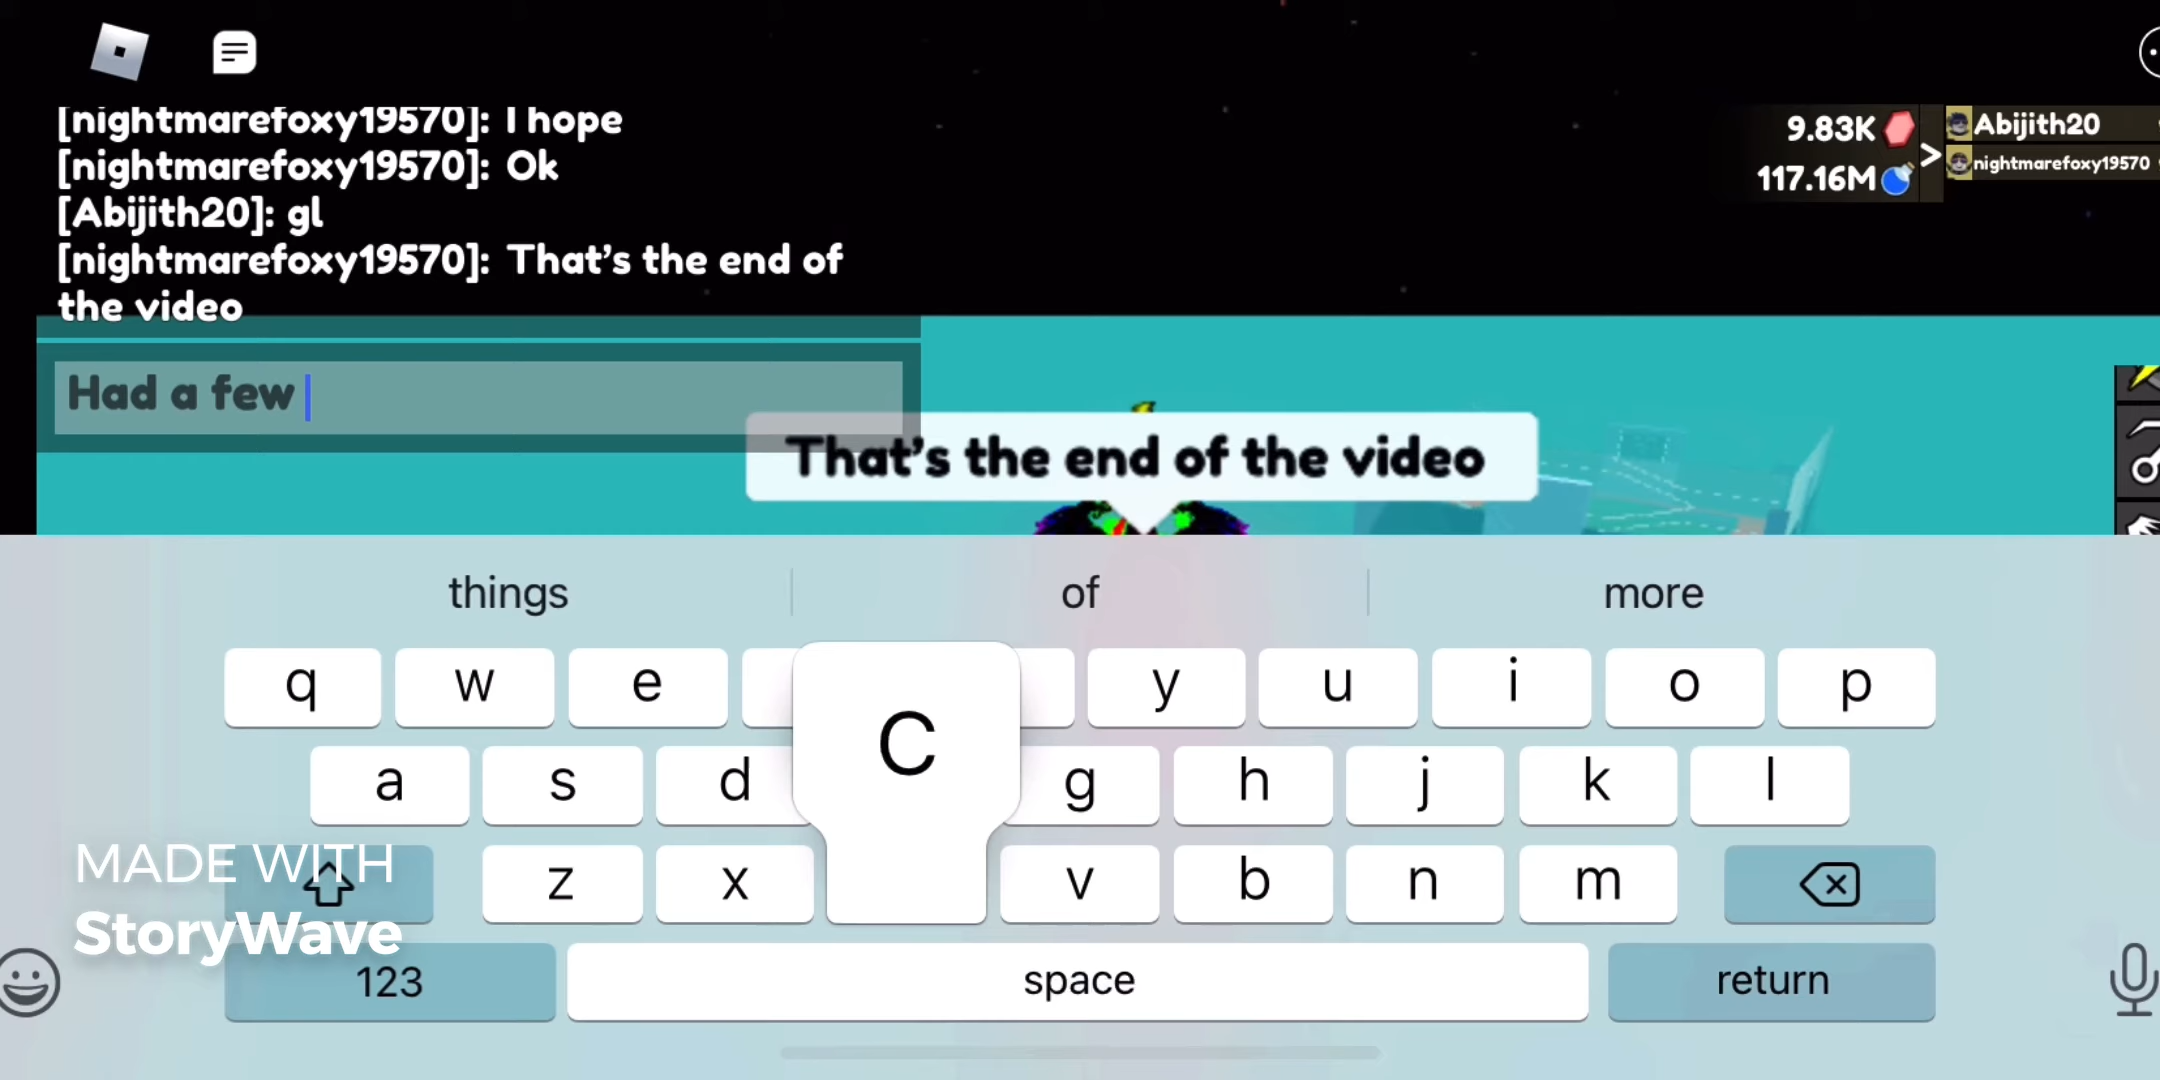 [nightmarefoxy19570]: I hope
[nightmarefoxy19570]: Ok
[Abijith20]: gl
[nightmarefoxy19570]: That's the end of
the video
9.83K
117.16M
>
Abijith20
nightmarefoxy19570
Had a few
That's the end of the video
things of more
q w e y u i o p
a s d C g h j k l
z x v b n m
123 space return
MADE WITH
StoryWave